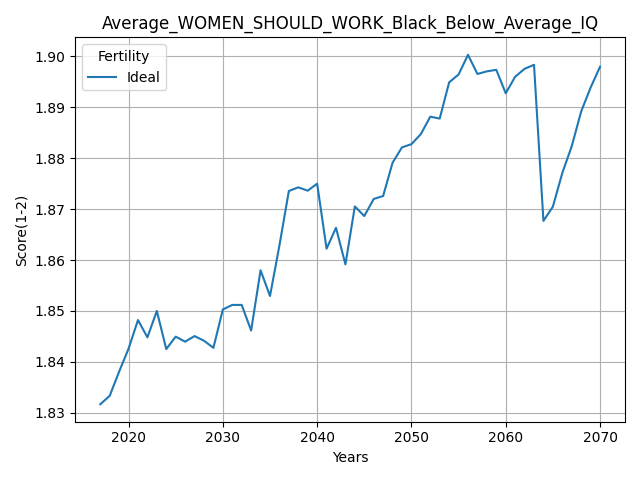 Average_WOMEN_SHOULD_WORK_Black_Below_Average_IQ
Fertility
Ideal
1.90
1.89
1.88
1.87
1.86
1.85
1.84
1.83
Score(1-2)
2020 2030 2040 2050 2060 2070
Years